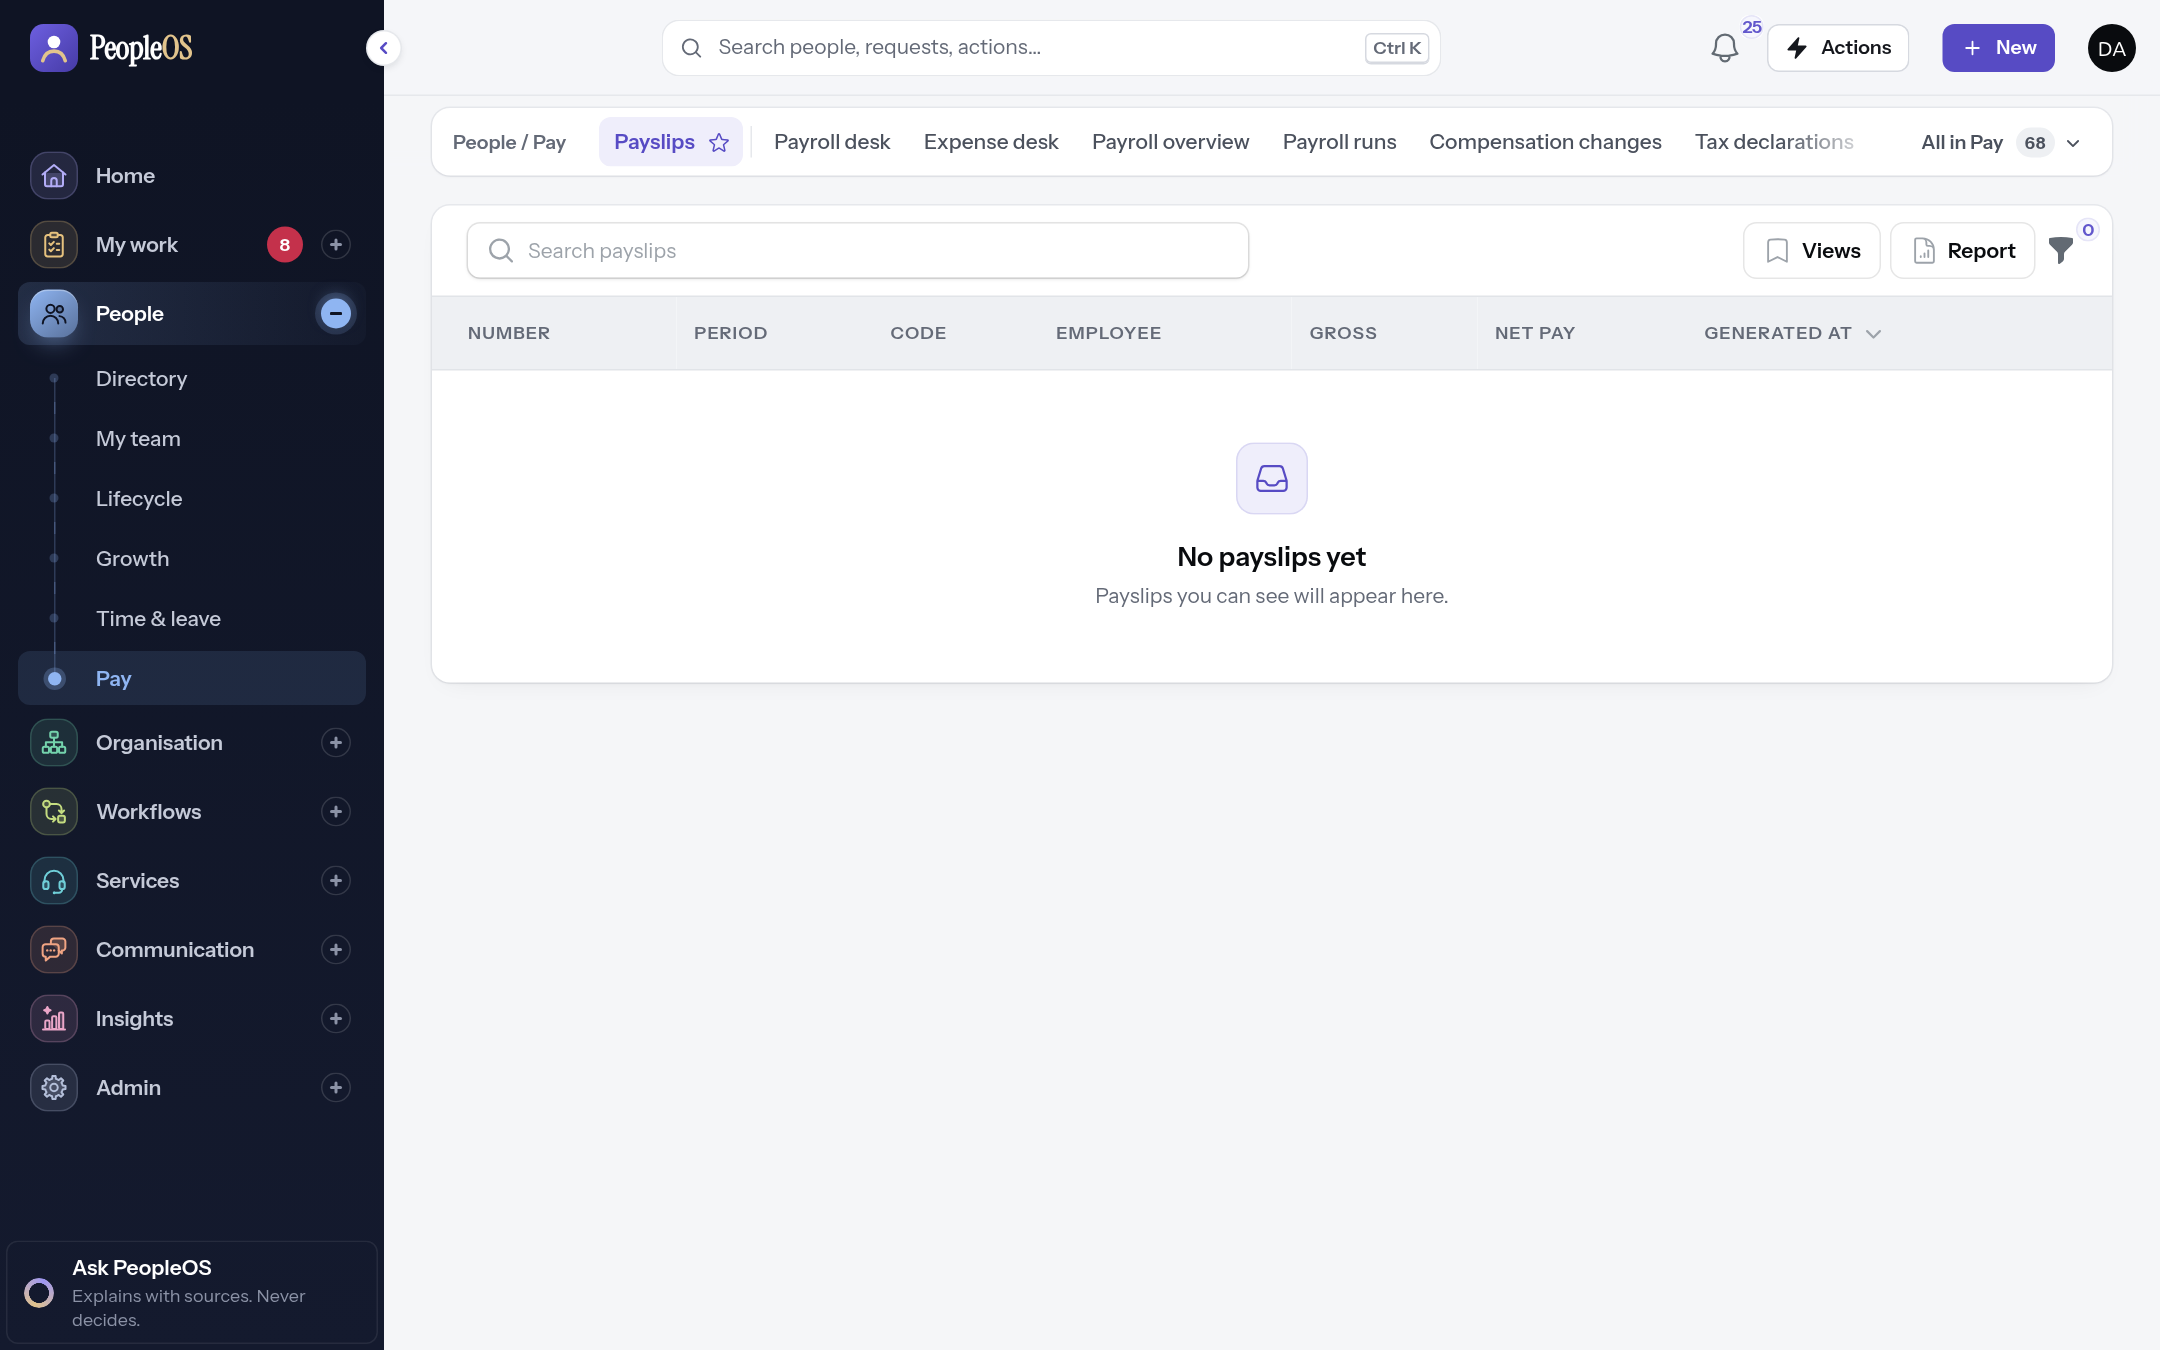 PeopleOS
Search people, requests, actions...
Ctrl K
25
Actions
New
DA
Home
My work
8
People
Directory
My team
Lifecycle
Growth
Time & leave
Pay
Organisation
Workflows
Services
Communication
Insights
Admin
Ask PeopleOS
Explains with sources. Never
decides.
People / Pay
Payslips
Payroll desk
Expense desk
Payroll overview
Payroll runs
Compensation changes
Tax declarations
All in Pay
68
Search payslips
Views
Report
0
NUMBER
PERIOD
CODE
EMPLOYEE
GROSS
NET PAY
GENERATED AT
No payslips yet
Payslips you can see will appear here.